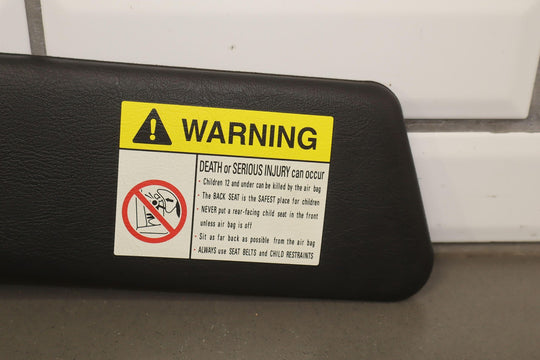 WARNING
DEATH or SERIOUS INJURY can occur
- Children 12 and under can be killed by the air bag
- The BACK SEAT is the SAFEST place for children
- NEVER put a rear-facing child seat in the front
unless air bag is off
- Sit as far back as possible from the air bag
- ALWAYS use SEAT BELTS and CHILD RESTRAINTS